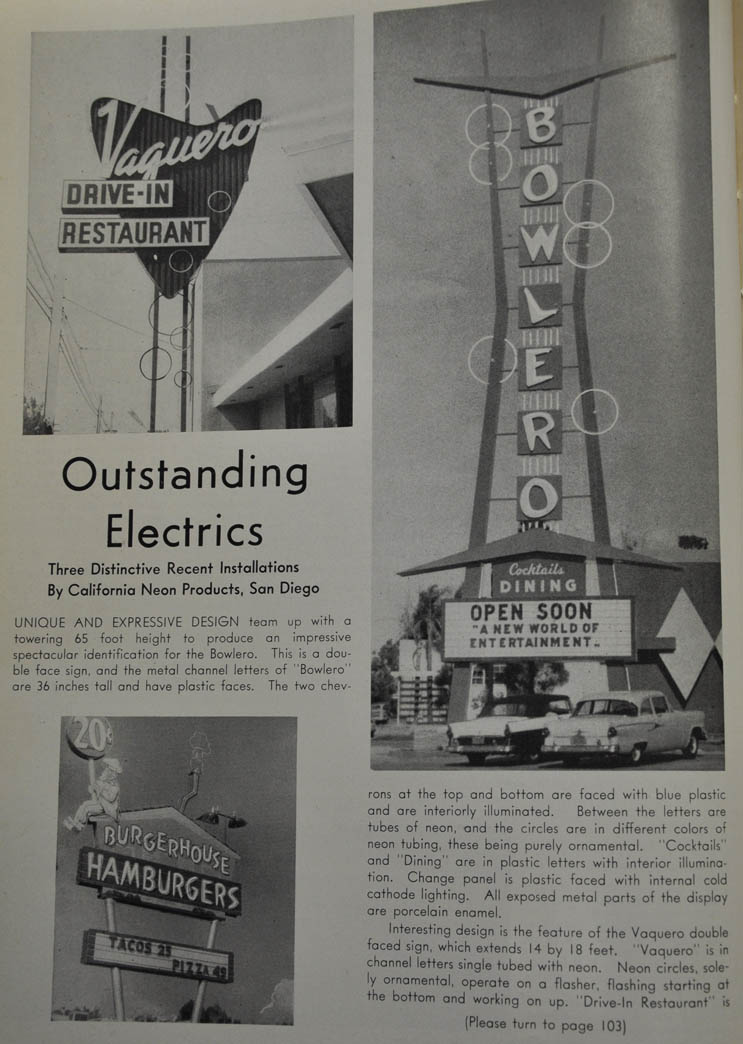 Vaquero
DRIVE-IN
RESTAURANT
BOWLERO
Cocktails
DINING
OPEN SOON
"A NEW WORLD OF
ENTERTAINMENT"
Outstanding
Electrics
Three Distinctive Recent Installations
By California Neon Products, San Diego
UNIQUE AND EXPRESSIVE DESIGN team up with a
towering 65 foot height to produce an impressive
spectacular identification for the Bowlero. This is a dou-
ble face sign, and the metal channel letters of "Bowlero"
are 36 inches tall and have plastic faces. The two chev-
20¢
BURGERHOUSE
HAMBURGERS
TACOS 25
PIZZA 49
rons at the top and bottom are faced with blue plastic
and are interiorly illuminated. Between the letters are
tubes of neon, and the circles are in different colors of
neon tubing, these being purely ornamental. "Cocktails"
and "Dining" are in plastic letters with interior illumina-
tion. Change panel is plastic faced with internal cold
cathode lighting. All exposed metal parts of the display
are porcelain enamel.
Interesting design is the feature of the Vaquero double
faced sign, which extends 14 by 18 feet. "Vaquero" is in
channel letters single tubed with neon. Neon circles, sole-
ly ornamental, operate on a flasher, flashing starting at
the bottom and working on up. "Drive-In Restaurant" is
(Please turn to page 103)